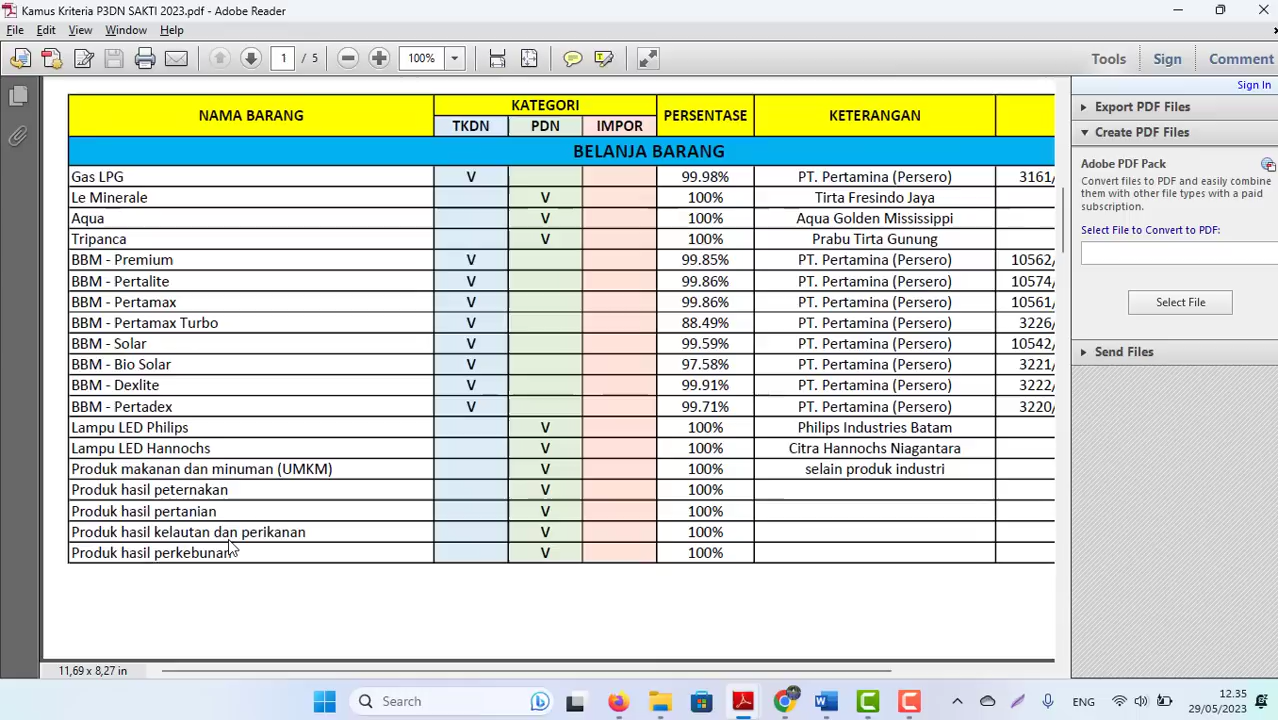 Kamus Kriteria P3DN SAKTI 2023.pdf - Adobe Reader
File Edit View Window Help
1 / 5 100% Tools Sign Comment
Sign In
NAMA BARANG KATEGORI PERSENTASE KETERANGAN
TKDN PDN IMPOR
BELANJA BARANG
Gas LPG V 99.98% PT. Pertamina (Persero) 3161/
Le Minerale V 100% Tirta Fresindo Jaya
Aqua V 100% Aqua Golden Mississippi
Tripanca V 100% Prabu Tirta Gunung
BBM - Premium V 99.85% PT. Pertamina (Persero) 10562/
BBM - Pertalite V 99.86% PT. Pertamina (Persero) 10574/
BBM - Pertamax V 99.86% PT. Pertamina (Persero) 10561/
BBM - Pertamax Turbo V 88.49% PT. Pertamina (Persero) 3226/
BBM - Solar V 99.59% PT. Pertamina (Persero) 10542/
BBM - Bio Solar V 97.58% PT. Pertamina (Persero) 3221/
BBM - Dexlite V 99.91% PT. Pertamina (Persero) 3222/
BBM - Pertadex V 99.71% PT. Pertamina (Persero) 3220/
Lampu LED Philips V 100% Philips Industries Batam
Lampu LED Hannochs V 100% Citra Hannochs Niagantara
Produk makanan dan minuman (UMKM) V 100% selain produk industri
Produk hasil peternakan V 100%
Produk hasil pertanian V 100%
Produk hasil kelautan dan perikanan V 100%
Produk hasil perkebunan V 100%
Export PDF Files
Create PDF Files
Adobe PDF Pack
Convert files to PDF and easily combine
them with other file types with a paid
subscription.
Select File to Convert to PDF:
Select File
Send Files
11,69 x 8,27 in
Search ENG 12.35
29/05/2023